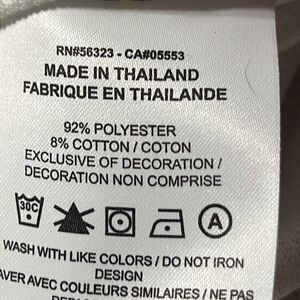 RN#56323 - CA#05553
MADE IN THAILAND
FABRIQUE EN THAILANDE
92% POLYESTER
8% COTTON / COTON
EXCLUSIVE OF DECORATION /
DECORATION NON COMPRISE
30C A
WASH WITH LIKE COLORS / DO NOT IRON
DESIGN
AVER AVEC COULEURS SIMILAIRES / NE PAS